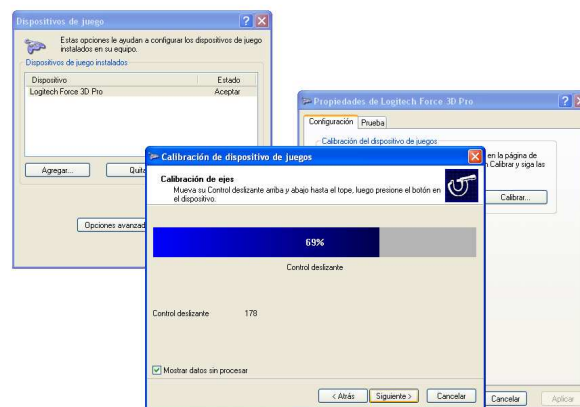 Dispositivos de juego
Estas opciones le ayudan a configurar los dispositivos de juego
instalados en su equipo.
Dispositivos de juego instalados
Dispositivo Estado
Logitech Force 3D Pro Aceptar
Agregar... Quita
Opciones avanzad
Propiedades de Logitech Force 3D Pro
Configuración Prueba
Calibración del dispositivo de juegos
en la página de
Calibrar y siga las
Calibrar...
Cancelar Aplicar
Calibración de dispositivo de juegos
Calibración de ejes
Mueva su Control deslizante arriba y abajo hasta el tope, luego presione el botón en
el dispositivo.
69%
Control deslizante
Control deslizante 178
Mostrar datos sin procesar
< Atrás Siguiente > Cancelar